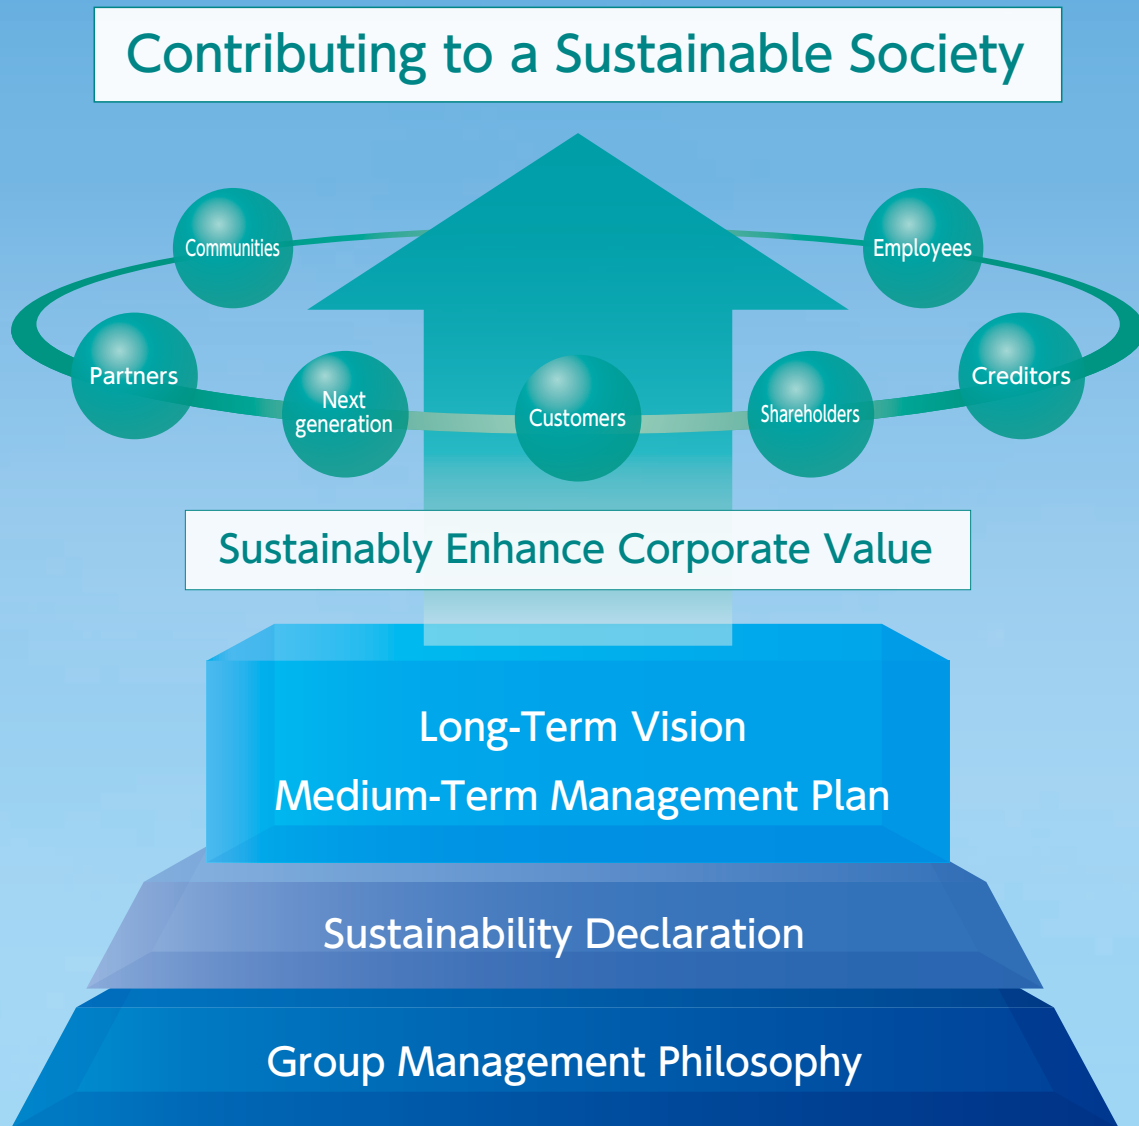 Contributing to a Sustainable Society
Communities
Employees
Partners
Creditors
Next
generation
Customers
Shareholders
Sustainably Enhance Corporate Value
Long-Term Vision
Medium-Term Management Plan
Sustainability Declaration
Group Management Philosophy